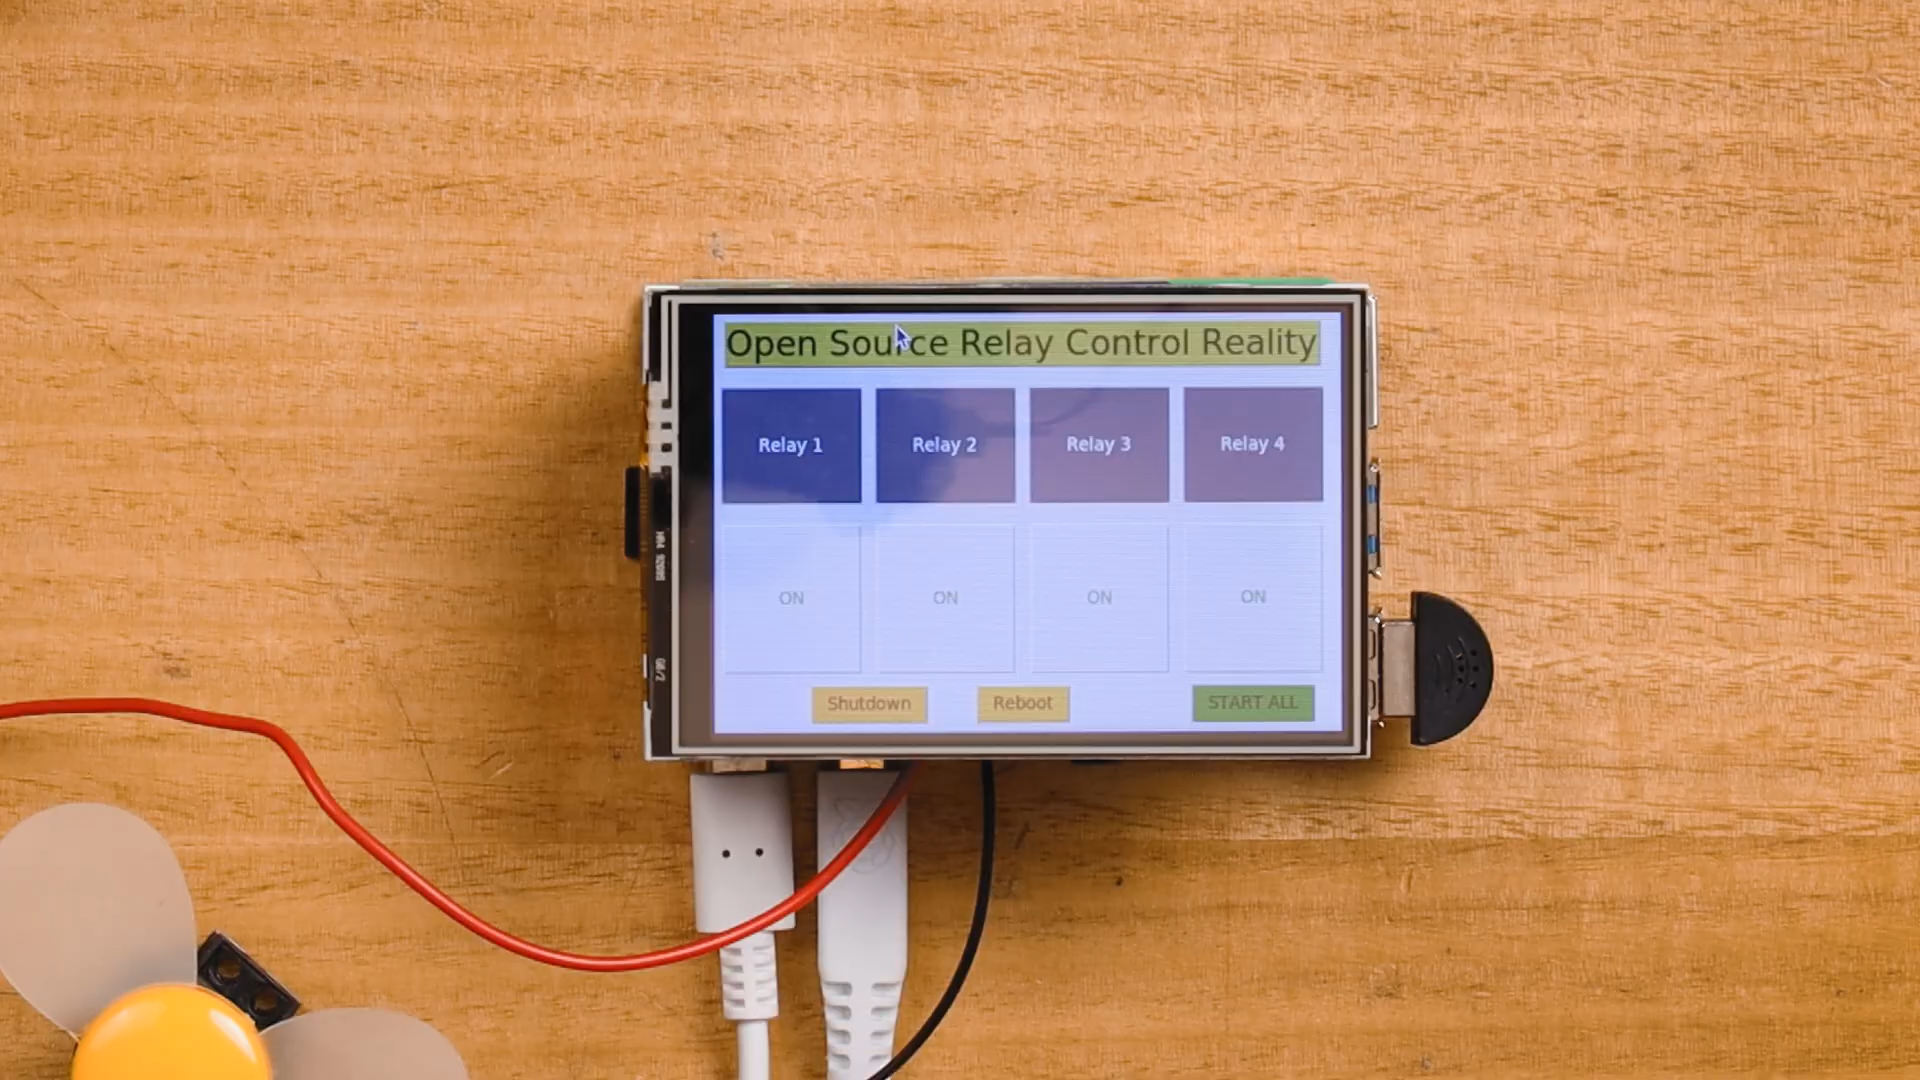 Open Source Relay Control Reality
Relay 1 Relay 2 Relay 3 Relay 4
ON ON ON ON
Shutdown Reboot START ALL